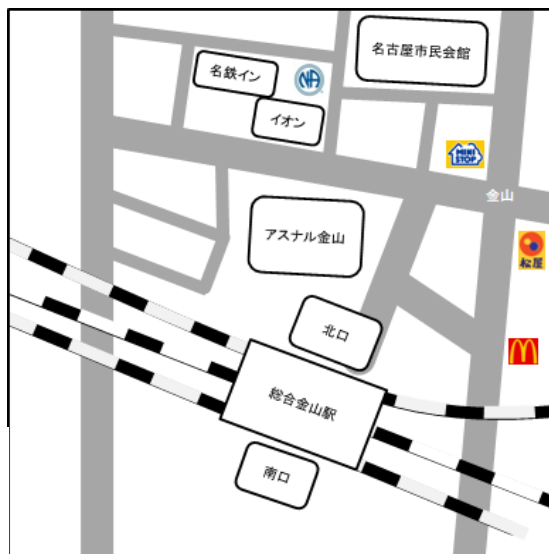 名古屋市民会館
名鉄イン
NA
イオン
MINI
STOP
金山
アスナル金山
松屋
北口
総合金山駅
南口